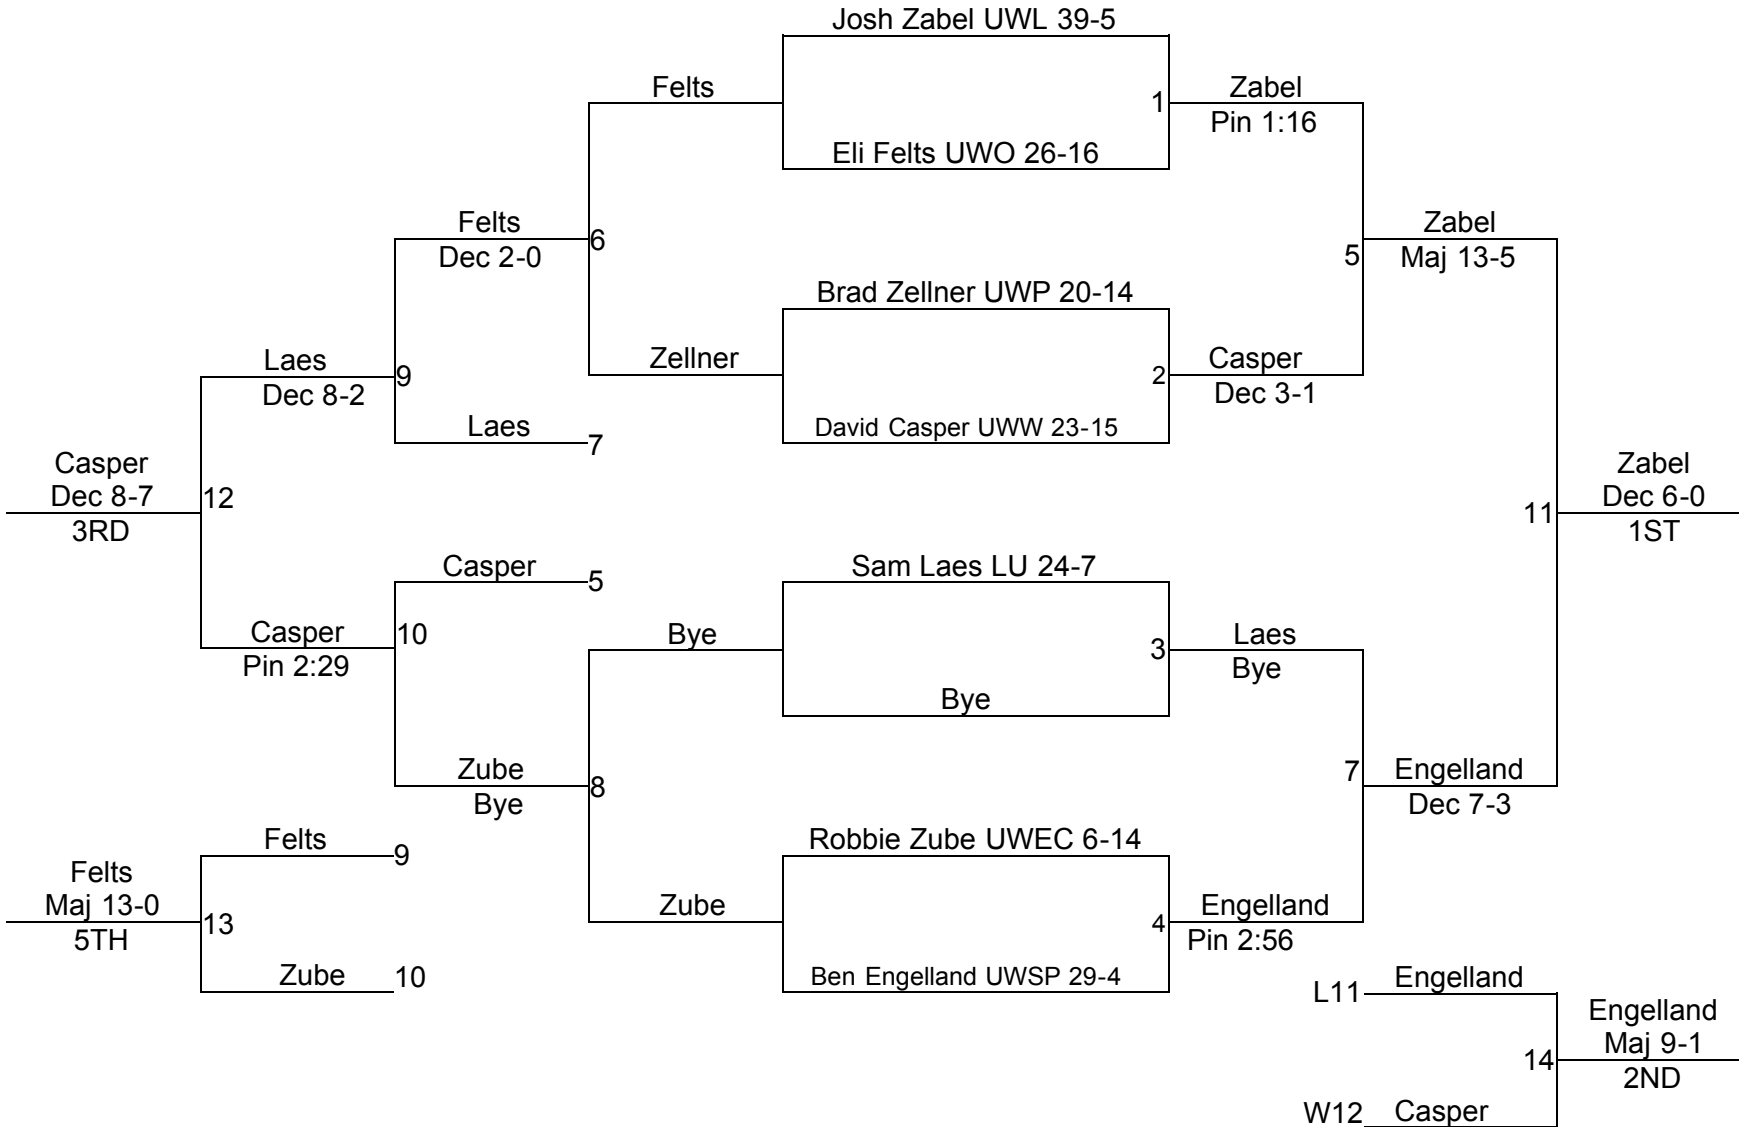 Josh Zabel UWL 39-5
Felts
1
Zabel
Pin 1:16
Eli Felts UWO 26-16
Felts
Dec 2-0
6
Zabel
Maj 13-5
5
Brad Zellner UWP 20-14
Laes
Dec 8-2
9
Zellner
2
Casper
Dec 3-1
Laes
7
David Casper UWW 23-15
Casper
Dec 8-7
3RD
12
11
Zabel
Dec 6-0
1ST
Casper
5
Sam Laes LU 24-7
Casper
Pin 2:29
10
Bye
3
Laes
Bye
Bye
Zube
Bye
8
7
Engelland
Dec 7-3
Felts
9
Robbie Zube UWEC 6-14
Felts
Maj 13-0
5TH
13
Zube
4
Engelland
Pin 2:56
Zube
10
Ben Engelland UWSP 29-4
L11
Engelland
Engelland
Maj 9-1
2ND
14
W12
Casper